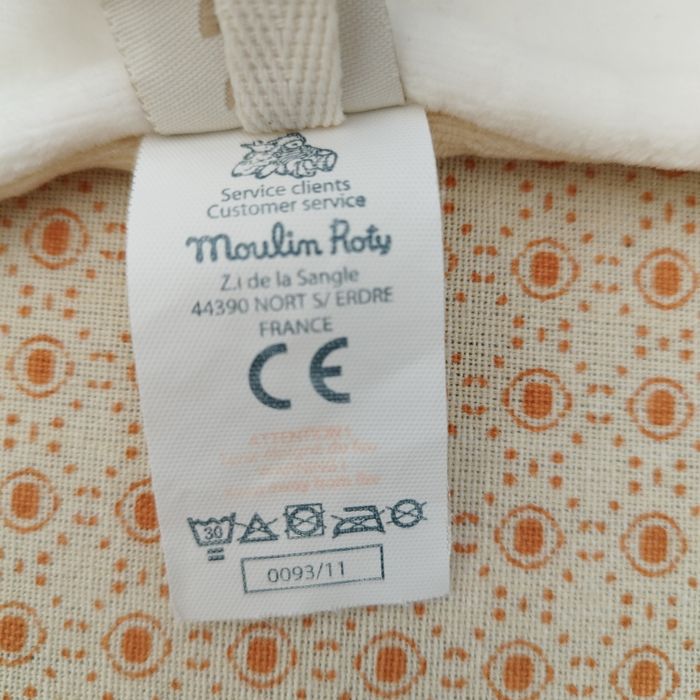 Service clients
Customer service
Moulin Roty
Z.i de la Sangle
44390 NORT S/ ERDRE
FRANCE
CE
ATTENTION !
30
0093/11